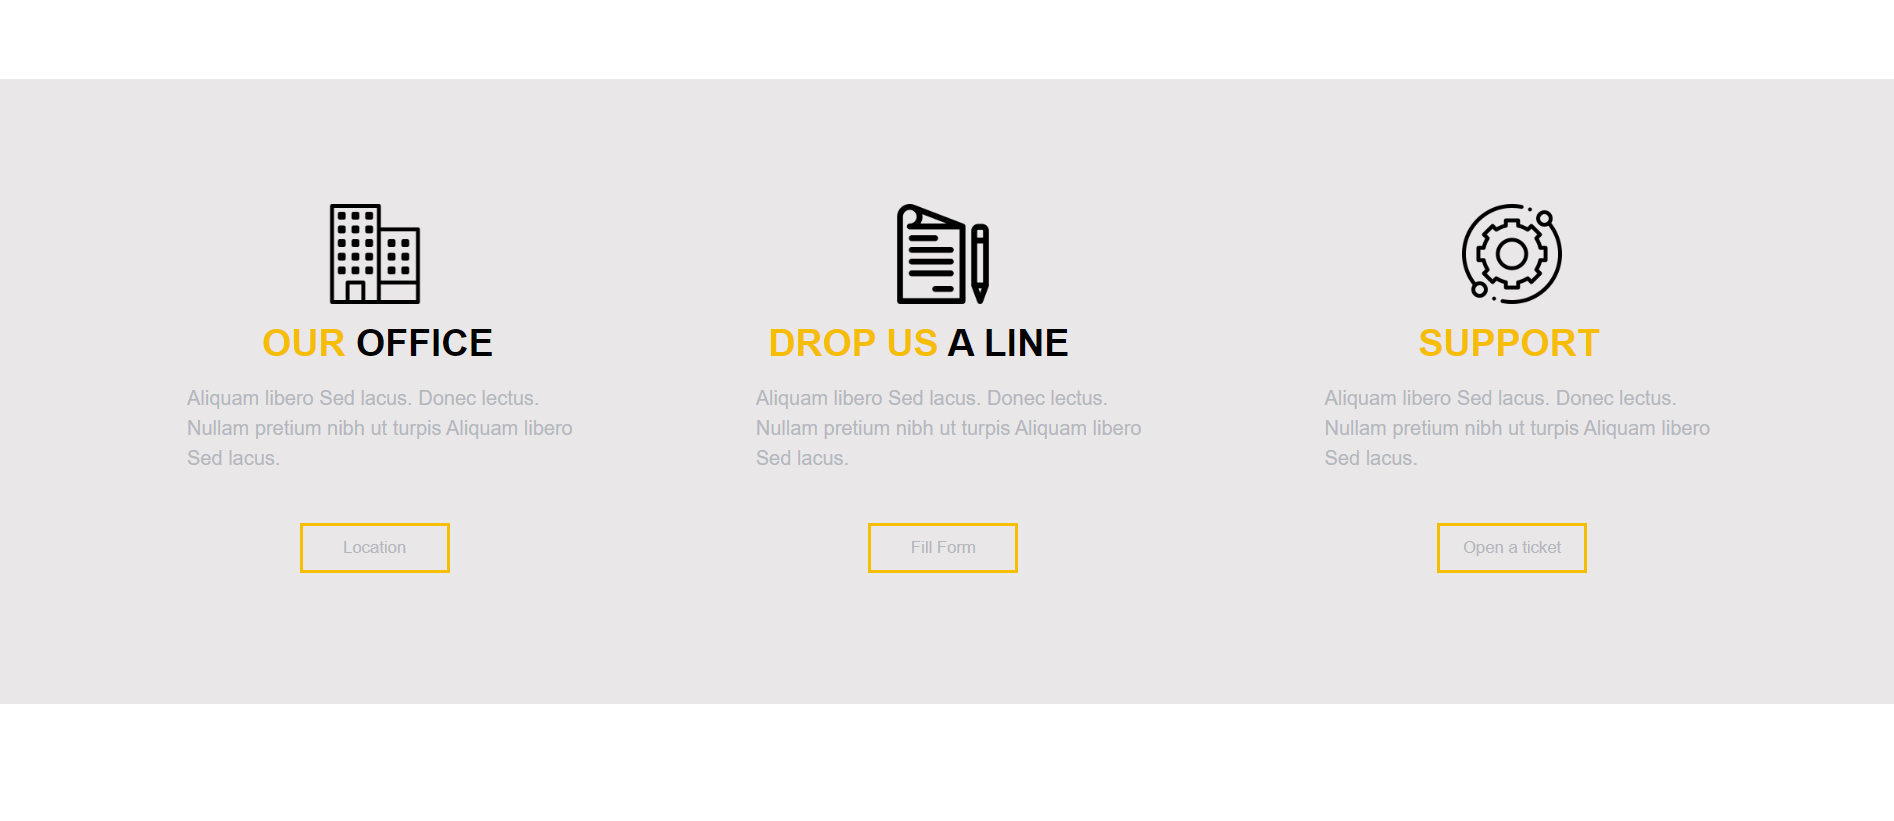 OUR OFFICE
Aliquam libero Sed lacus. Donec lectus.
Nullam pretium nibh ut turpis Aliquam libero
Sed lacus.
Location
DROP US A LINE
Aliquam libero Sed lacus. Donec lectus.
Nullam pretium nibh ut turpis Aliquam libero
Sed lacus.
Fill Form
SUPPORT
Aliquam libero Sed lacus. Donec lectus.
Nullam pretium nibh ut turpis Aliquam libero
Sed lacus.
Open a ticket